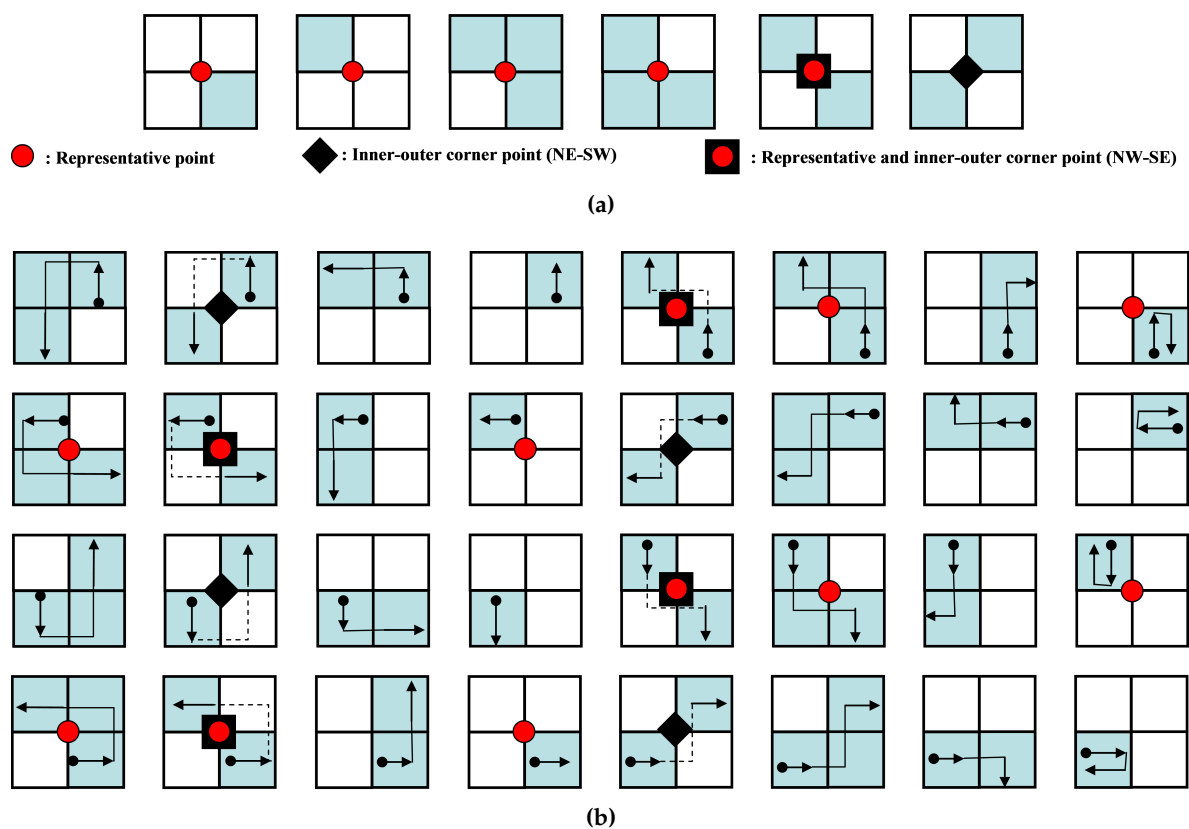 : Representative point
: Inner-outer corner point (NE-SW)
: Representative and inner-outer corner point (NW-SE)
(a)
(b)